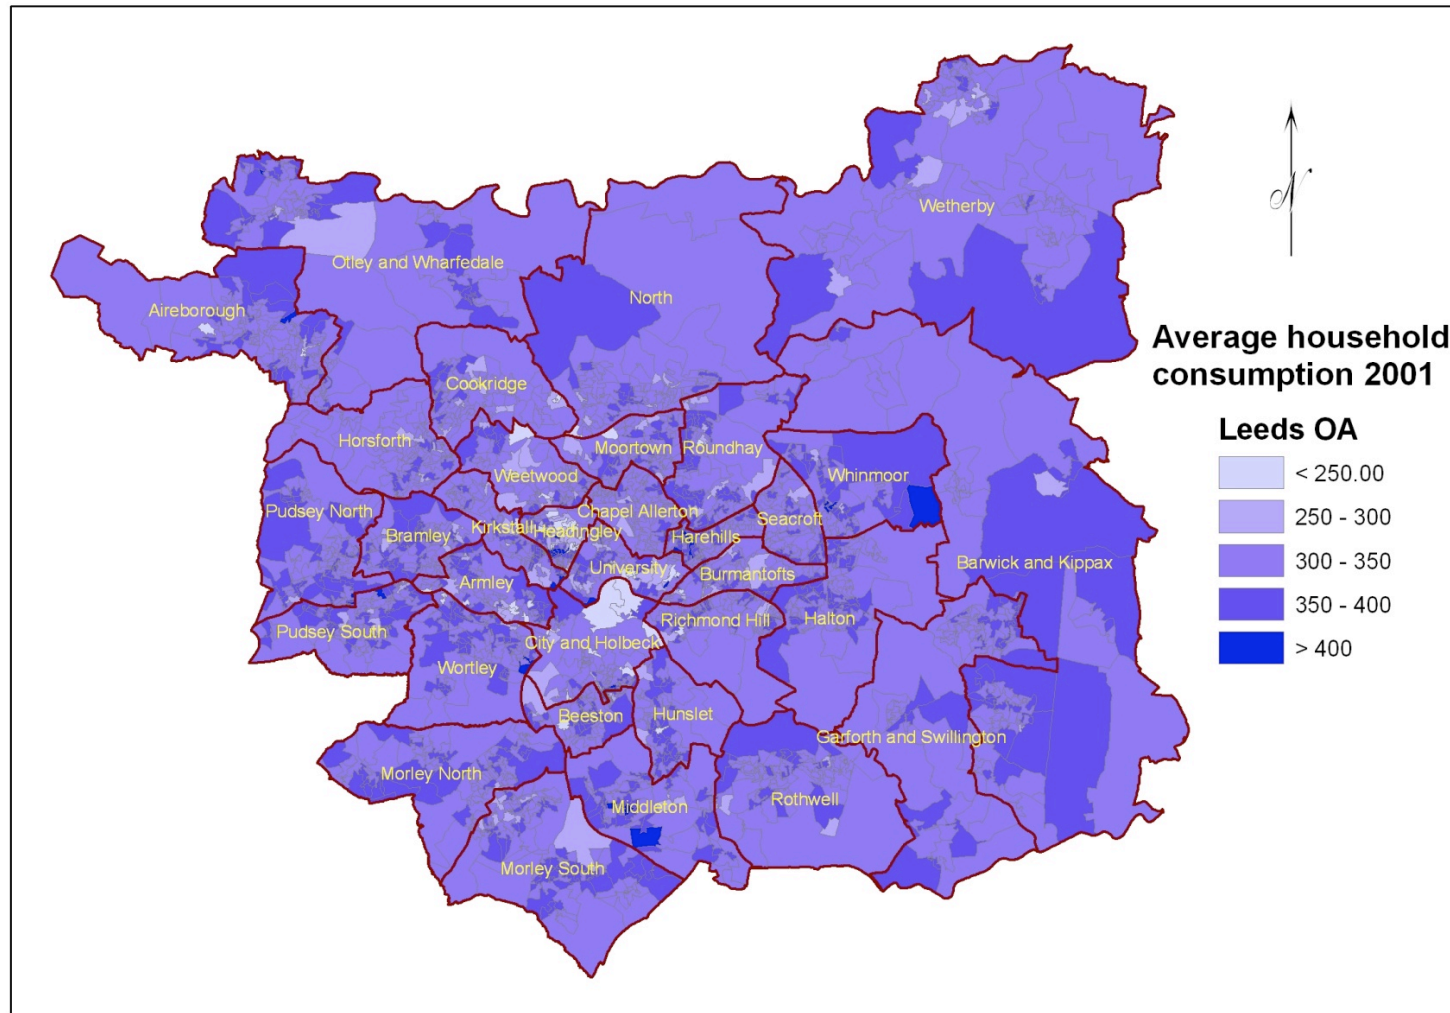 Wetherby
Otley and Wharfedale
North
Aireborough
Average household
consumption 2001
Cookridge
Leeds OA
Horsforth
Moortown
Roundhay
Weetwood
Whinmoor
< 250.00
250 - 300
Pudsey North
Chapel Allerton
Seacroft
Bramley
Kirkstall
Headingley
Harehills
300 - 350
Barwick and Kippax
University
Burmantofts
Armley
350 - 400
Pudsey South
City and Holbeck
Richmond Hill
Halton
> 400
Wortley
Beeston
Hunslet
Garforth and Swillington
Morley North
Middleton
Rothwell
Morley South
N